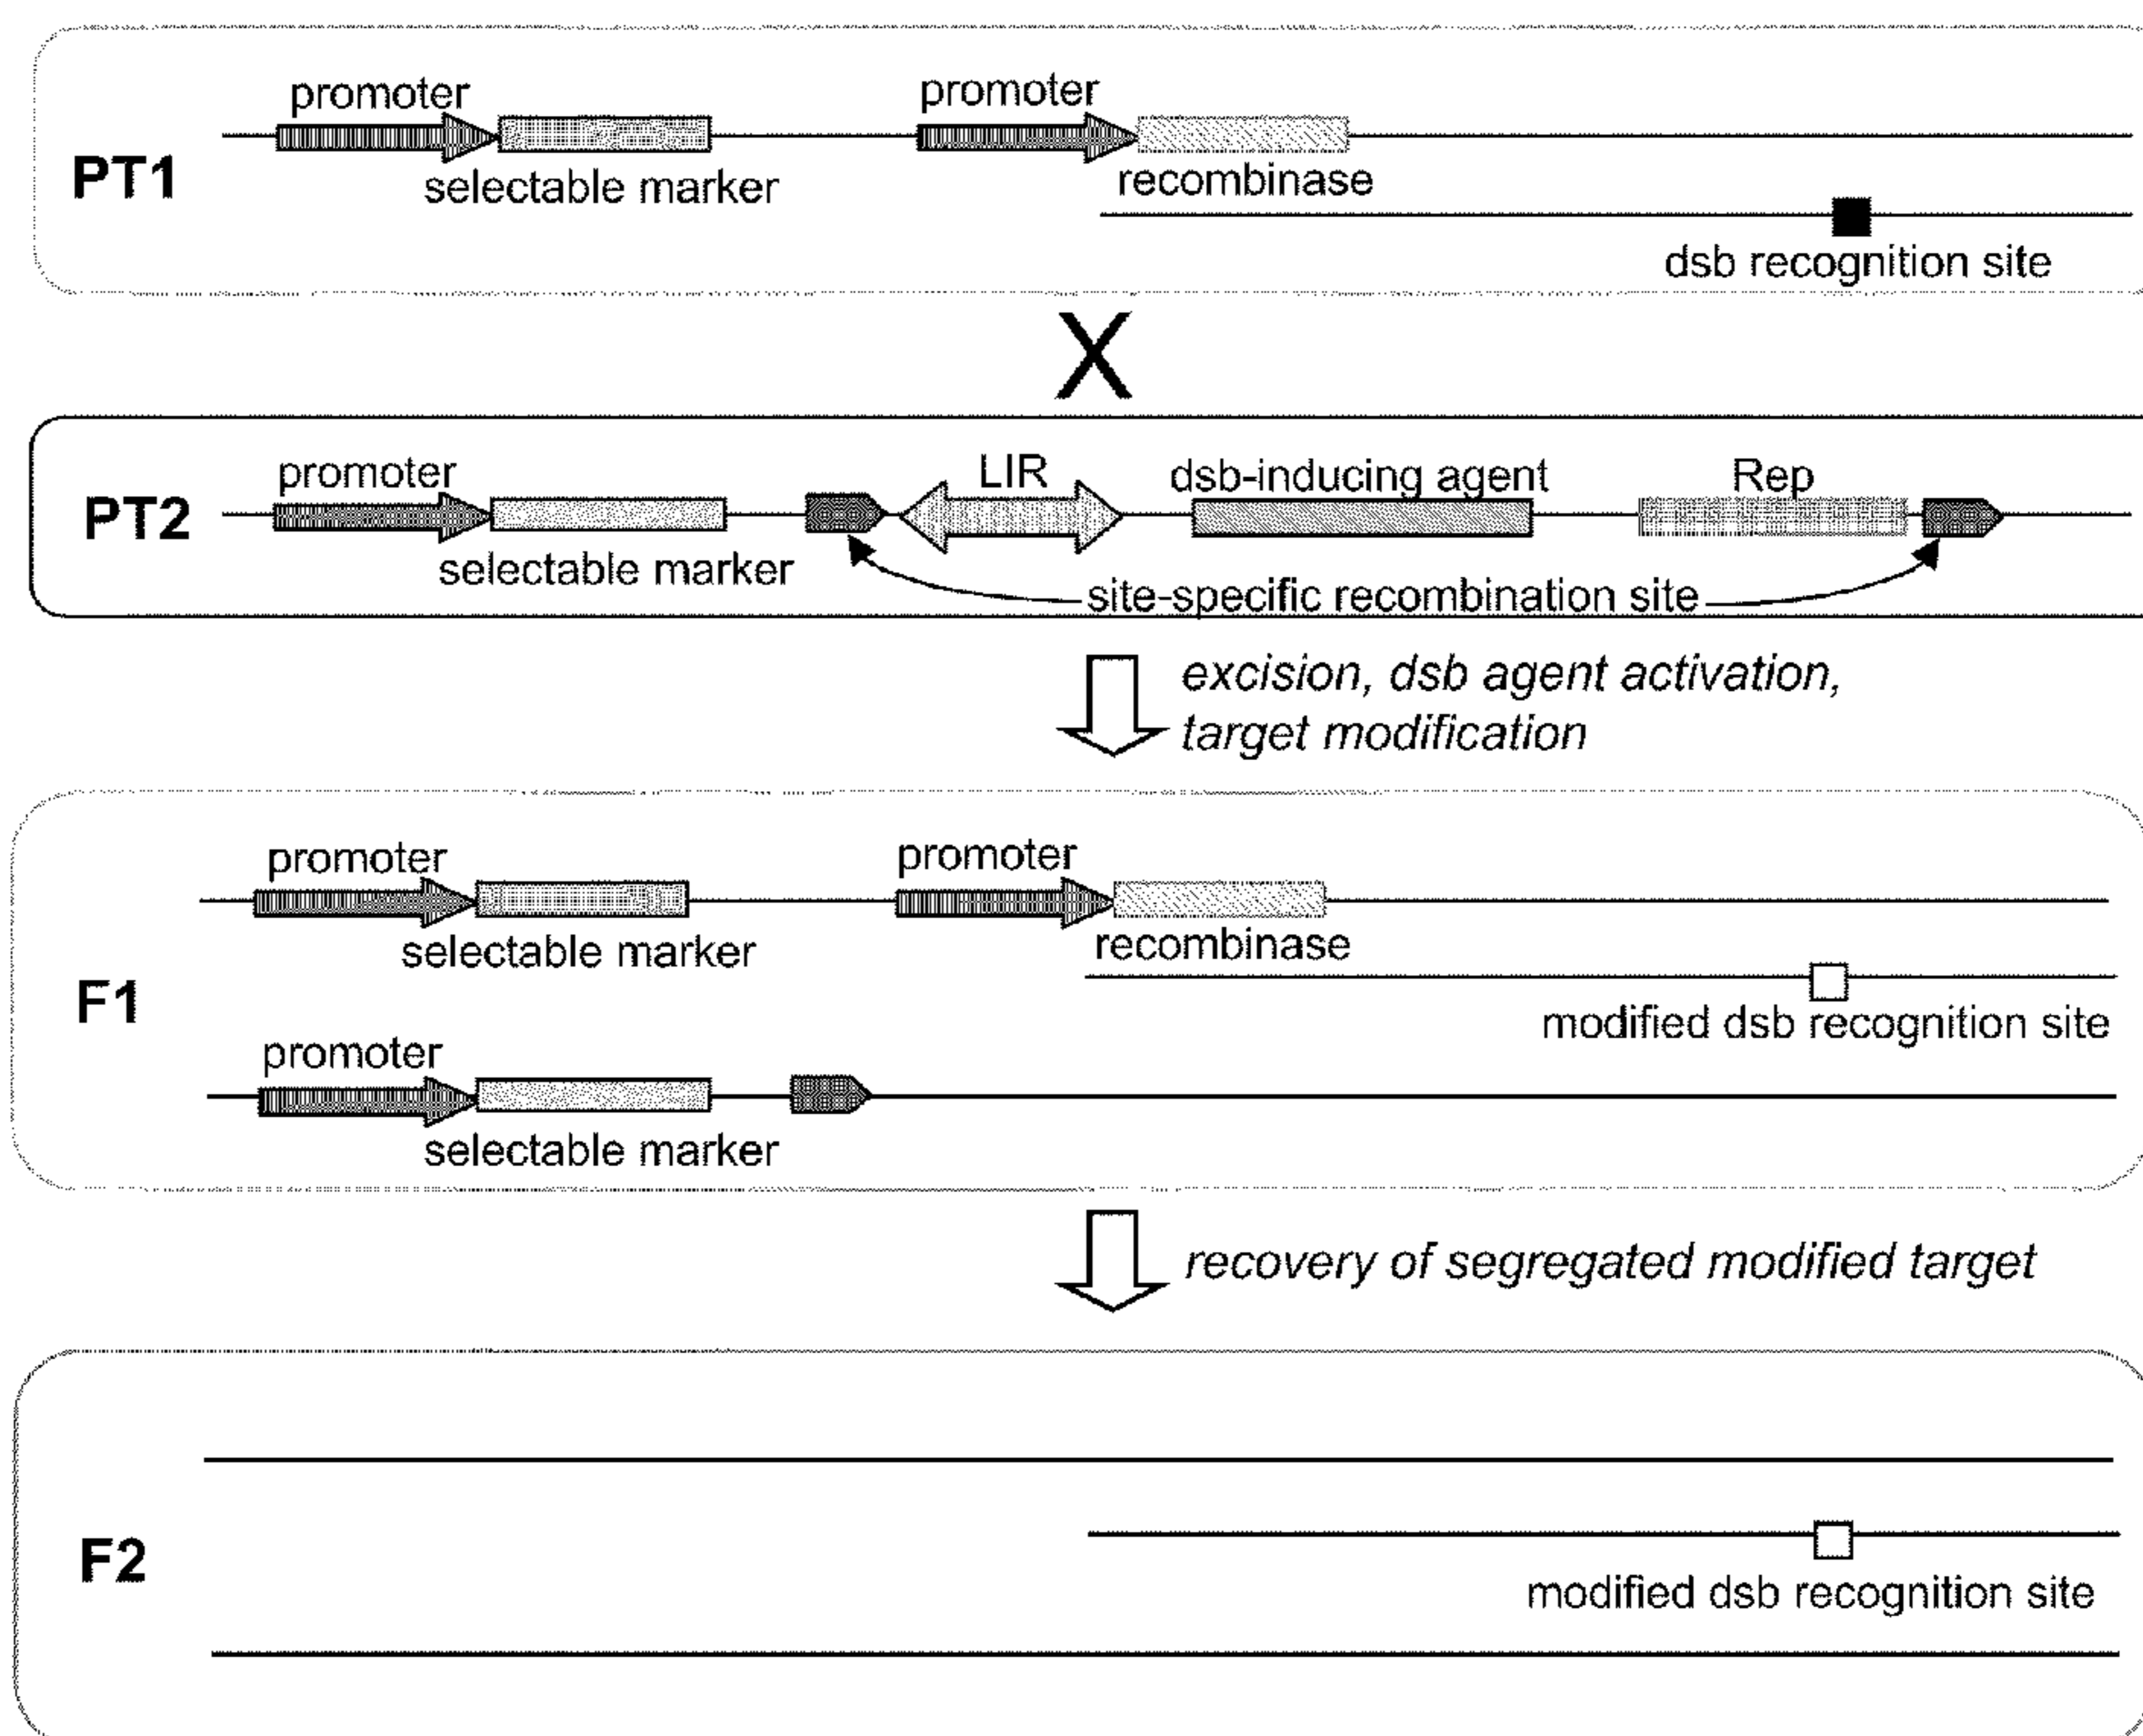 promoter
promoter
PT1
selectable marker
recombinase
dsb recognition site
X
promoter
LIR
dsb-inducing agent
Rep
PT2
selectable marker
site-specific recombination site
excision, dsb agent activation,
target modification
promoter
promoter
selectable marker
recombinase
F1
modified dsb recognition site
promoter
selectable marker
recovery of segregated modified target
F2
modified dsb recognition site